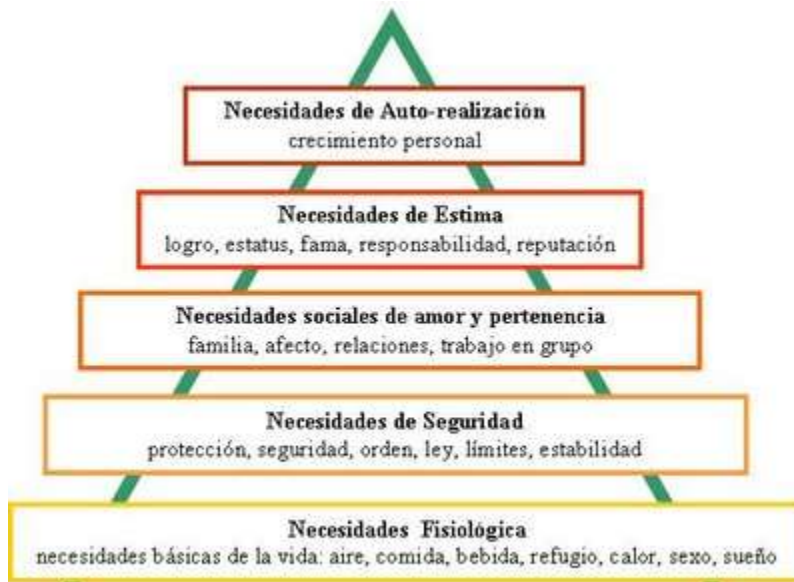 Necesidades de Auto-realización
crecimiento personal
Necesidades de Estima
logro, estatus, fama, responsabilidad, reputación
Necesidades sociales de amor y pertenencia
familia, afecto, relaciones, trabajo en grupo
Necesidades de Seguridad
protección, seguridad, orden, ley, límites, estabilidad
Necesidades Fisiológica
necesidades básicas de la vida: aire, comida, bebida, refugio, calor, sexo, sueño